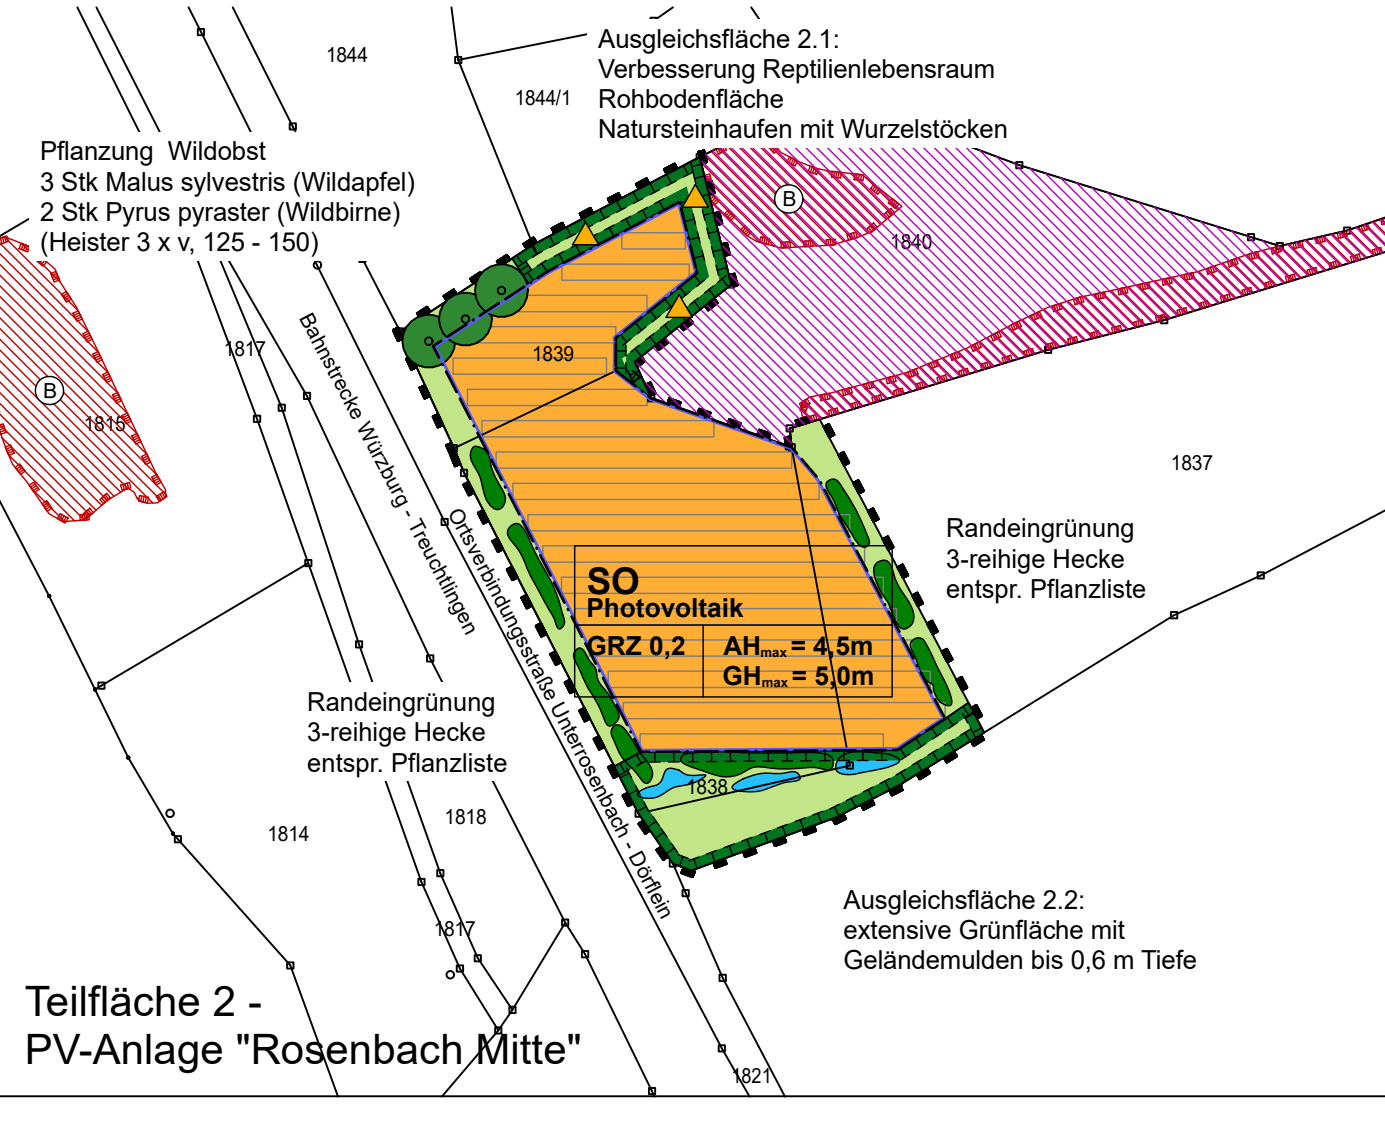 1844
Ausgleichsfläche 2.1:
Verbesserung Reptilienlebensraum
Rohbodenfläche
Natursteinhaufen mit Wurzelstöcken
1844/1
Pflanzung Wildobst
3 Stk Malus sylvestris (Wildapfel)
2 Stk Pyrus pyraster (Wildbirne)
(Heister 3 x v, 125 - 150)
B
1840
1817
1839
B
1815
Bahnstrecke Würzburg - Treuchtlingen
Ortsverbindungsstraße Unterrosenbach - Dörflein
1837
Randeingrünung
3-reihige Hecke
entspr. Pflanzliste
SO
Photovoltaik
GRZ 0,2
AHmax = 4,5m
GHmax = 5,0m
Randeingrünung
3-reihige Hecke
entspr. Pflanzliste
1838
1818
1814
Ausgleichsfläche 2.2:
extensive Grünfläche mit
Geländemulden bis 0,6 m Tiefe
1817
Teilfläche 2 -
PV-Anlage "Rosenbach Mitte"
1821